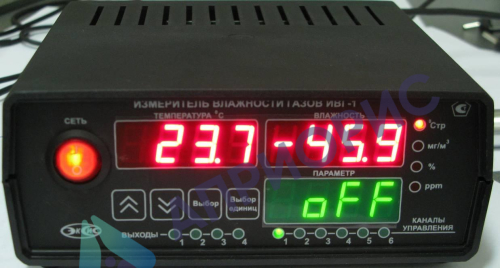 ИЗМЕРИТЕЛЬ ВЛАЖНОСТИ ГАЗОВ ИВГ-1
СЕТЬ
ТЕМПЕРАТУРА °C
ВЛАЖНОСТЬ
23.7
-45.9
°Cтр
мг/м³
%
ppm
ПАРАМЕТР
oFF
Выбор
Выбор единиц
ЭКСИС
ВЫХОДЫ
1 2 3 4
1 2 3 4 5 6
КАНАЛЫ
УПРАВЛЕНИЯ